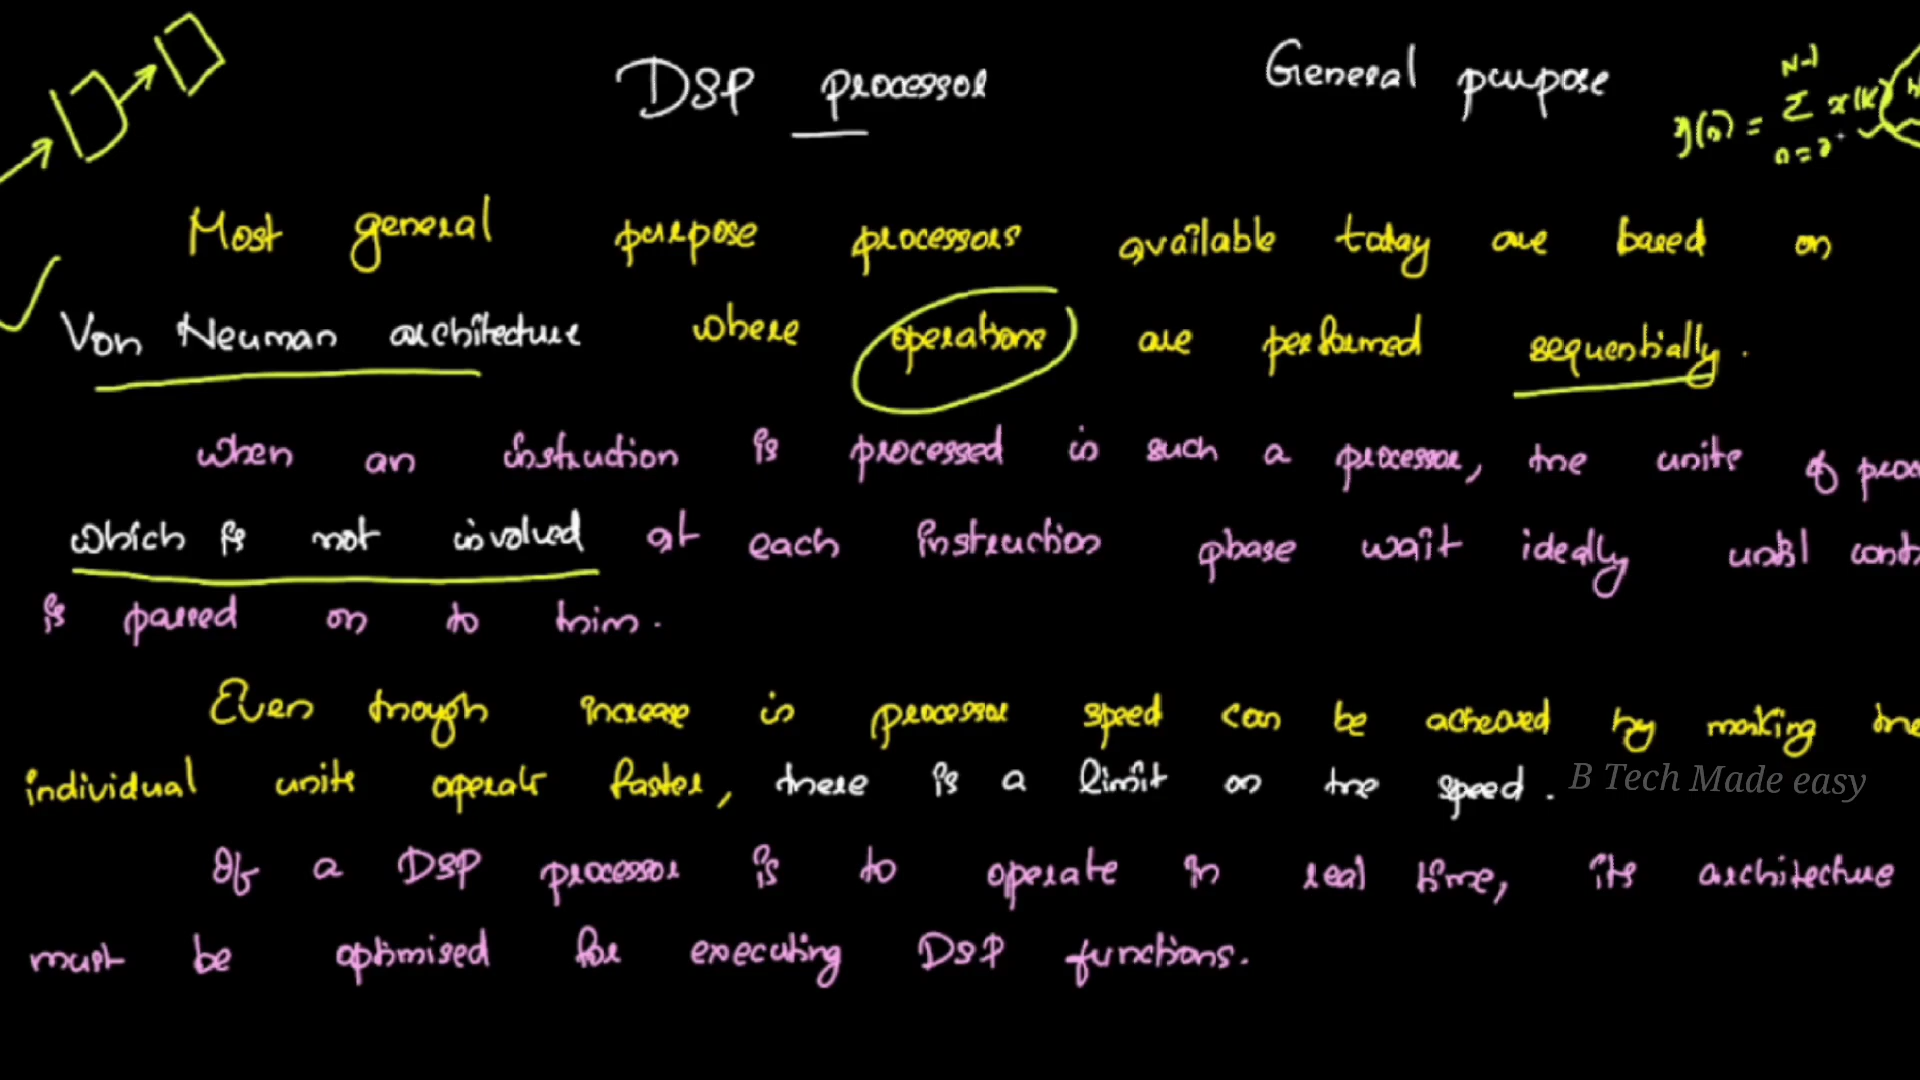 DSP processor General purpose
N-1
y(n) = Σ x(k)
n=0
Most general purpose processors available today are based on
Von Neuman architecture where operations are performed sequentially.
when an instruction is processed in such a processor, the units of
which is not involved at each instruction phase wait ideally until
is passed on to thim.
Even though increase in processor speed can be acheaved by making the
individual units operate faster, there is a limit on the speed.
B Tech Made easy
If a DSP processor is to operate in real time, its architecture
must be optimised for executing DSP functions.